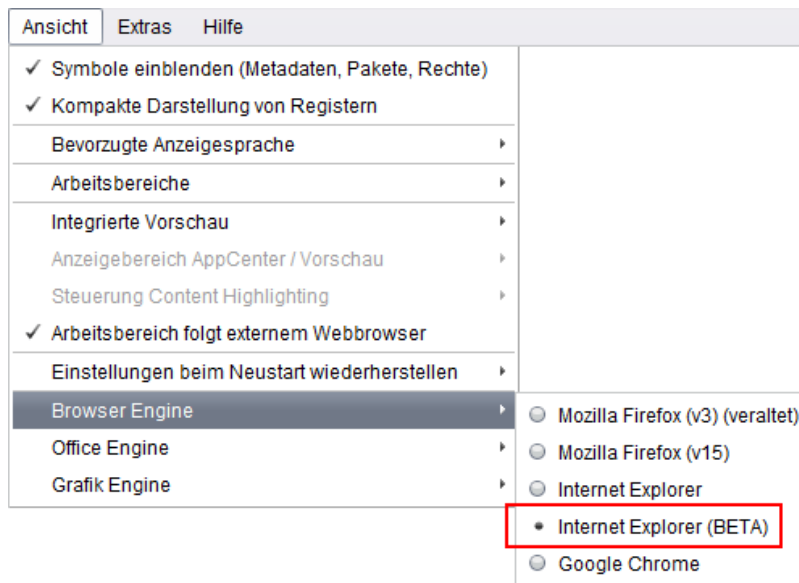 Ansicht Extras Hilfe
Symbole einblenden (Metadaten, Pakete, Rechte)
Kompakte Darstellung von Registern
Bevorzugte Anzeigesprache
Arbeitsbereiche
Integrierte Vorschau
Anzeigebereich AppCenter / Vorschau
Steuerung Content Highlighting
Arbeitsbereich folgt externem Webbrowser
Einstellungen beim Neustart wiederherstellen
Browser Engine
Office Engine
Grafik Engine
Mozilla Firefox (v3) (veraltet)
Mozilla Firefox (v15)
Internet Explorer
Internet Explorer (BETA)
Google Chrome